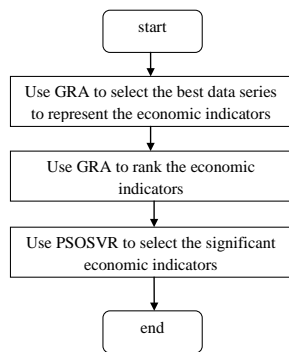 start
Use GRA to select the best data series
to represent the economic indicators
Use GRA to rank the economic
indicators
Use PSOSVR to select the significant
economic indicators
end